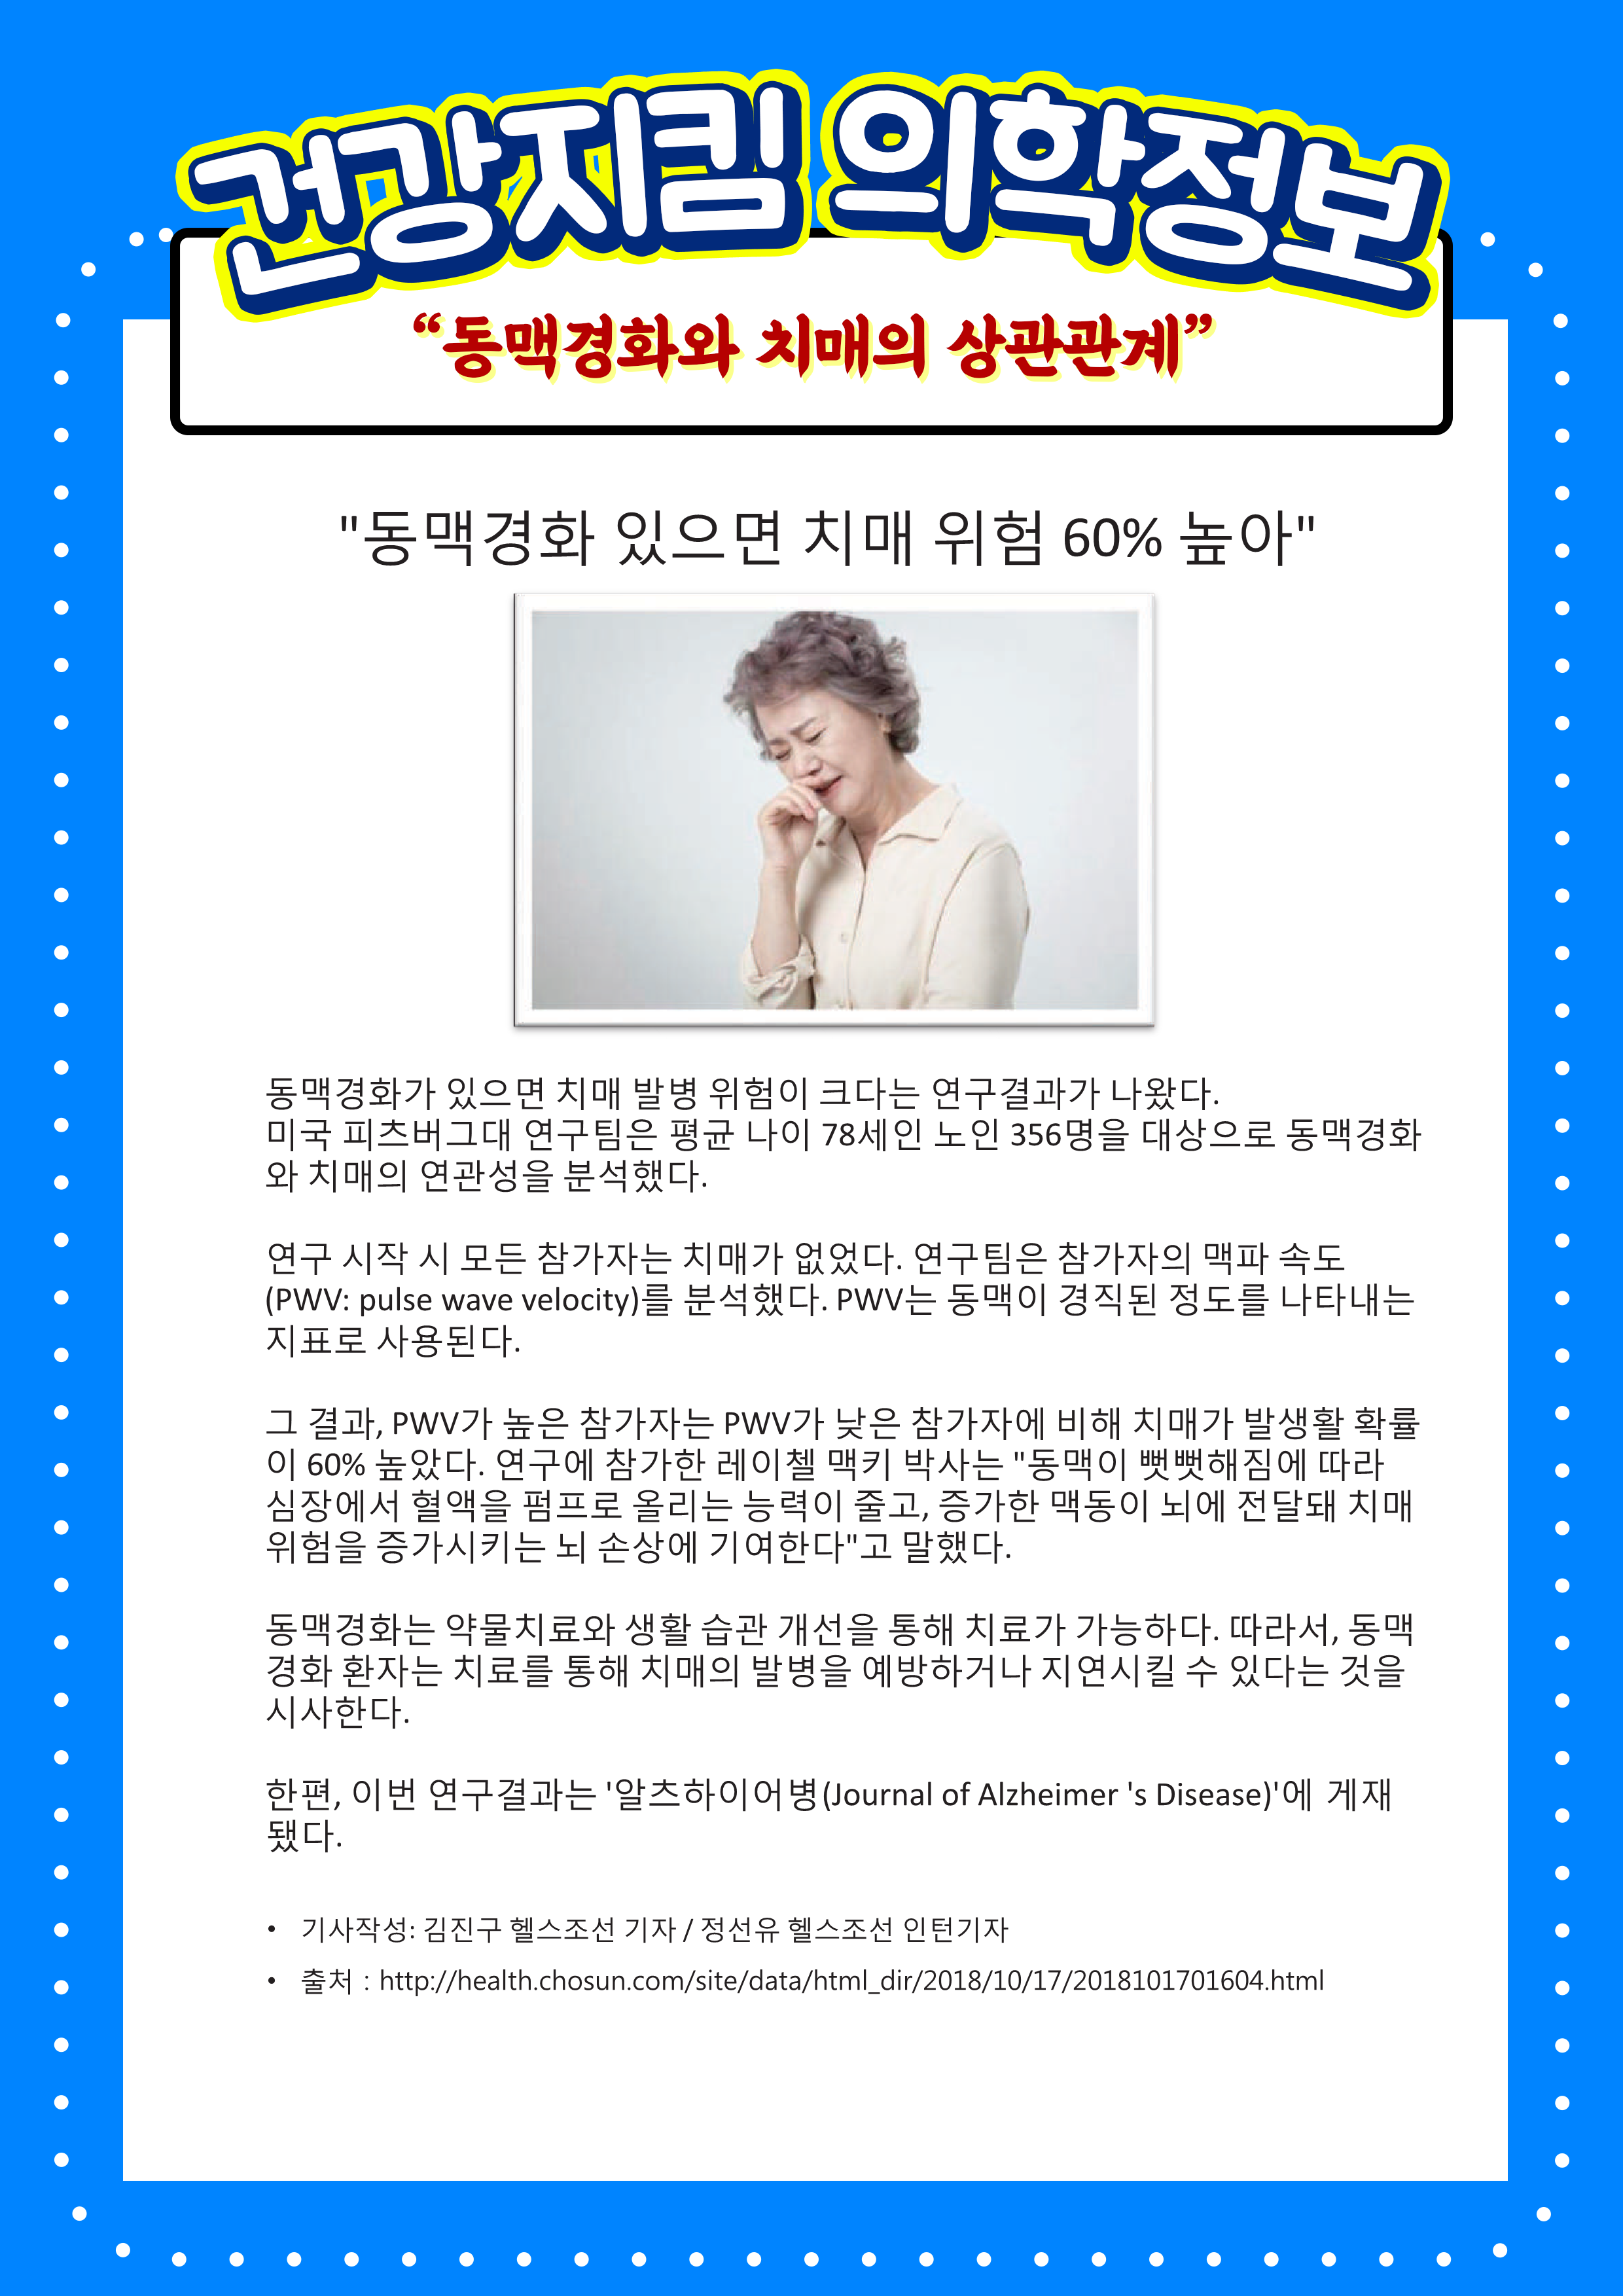 건강지킴 의학정보
“동맥경화와 치매의 상관관계”
"동맥경화 있으면 치매 위험 60% 높아"
동맥경화가 있으면 치매 발병 위험이 크다는 연구결과가 나왔다.
미국 피츠버그대 연구팀은 평균 나이 78세인 노인 356명을 대상으로 동맥경화
와 치매의 연관성을 분석했다.
연구 시작 시 모든 참가자는 치매가 없었다. 연구팀은 참가자의 맥파 속도
(PWV: pulse wave velocity)를 분석했다. PWV는 동맥이 경직된 정도를 나타내는
지표로 사용된다.
그 결과, PWV가 높은 참가자는 PWV가 낮은 참가자에 비해 치매가 발생활 확률
이 60% 높았다. 연구에 참가한 레이첼 맥키 박사는 "동맥이 뻣뻣해짐에 따라
심장에서 혈액을 펌프로 올리는 능력이 줄고, 증가한 맥동이 뇌에 전달돼 치매
위험을 증가시키는 뇌 손상에 기여한다"고 말했다.
동맥경화는 약물치료와 생활 습관 개선을 통해 치료가 가능하다. 따라서, 동맥
경화 환자는 치료를 통해 치매의 발병을 예방하거나 지연시킬 수 있다는 것을
시사한다.
한편, 이번 연구결과는 '알츠하이어병(Journal of Alzheimer 's Disease)'에 게재
됐다.
• 기사작성: 김진구 헬스조선 기자 / 정선유 헬스조선 인턴기자
• 출처 : http://health.chosun.com/site/data/html_dir/2018/10/17/2018101701604.html